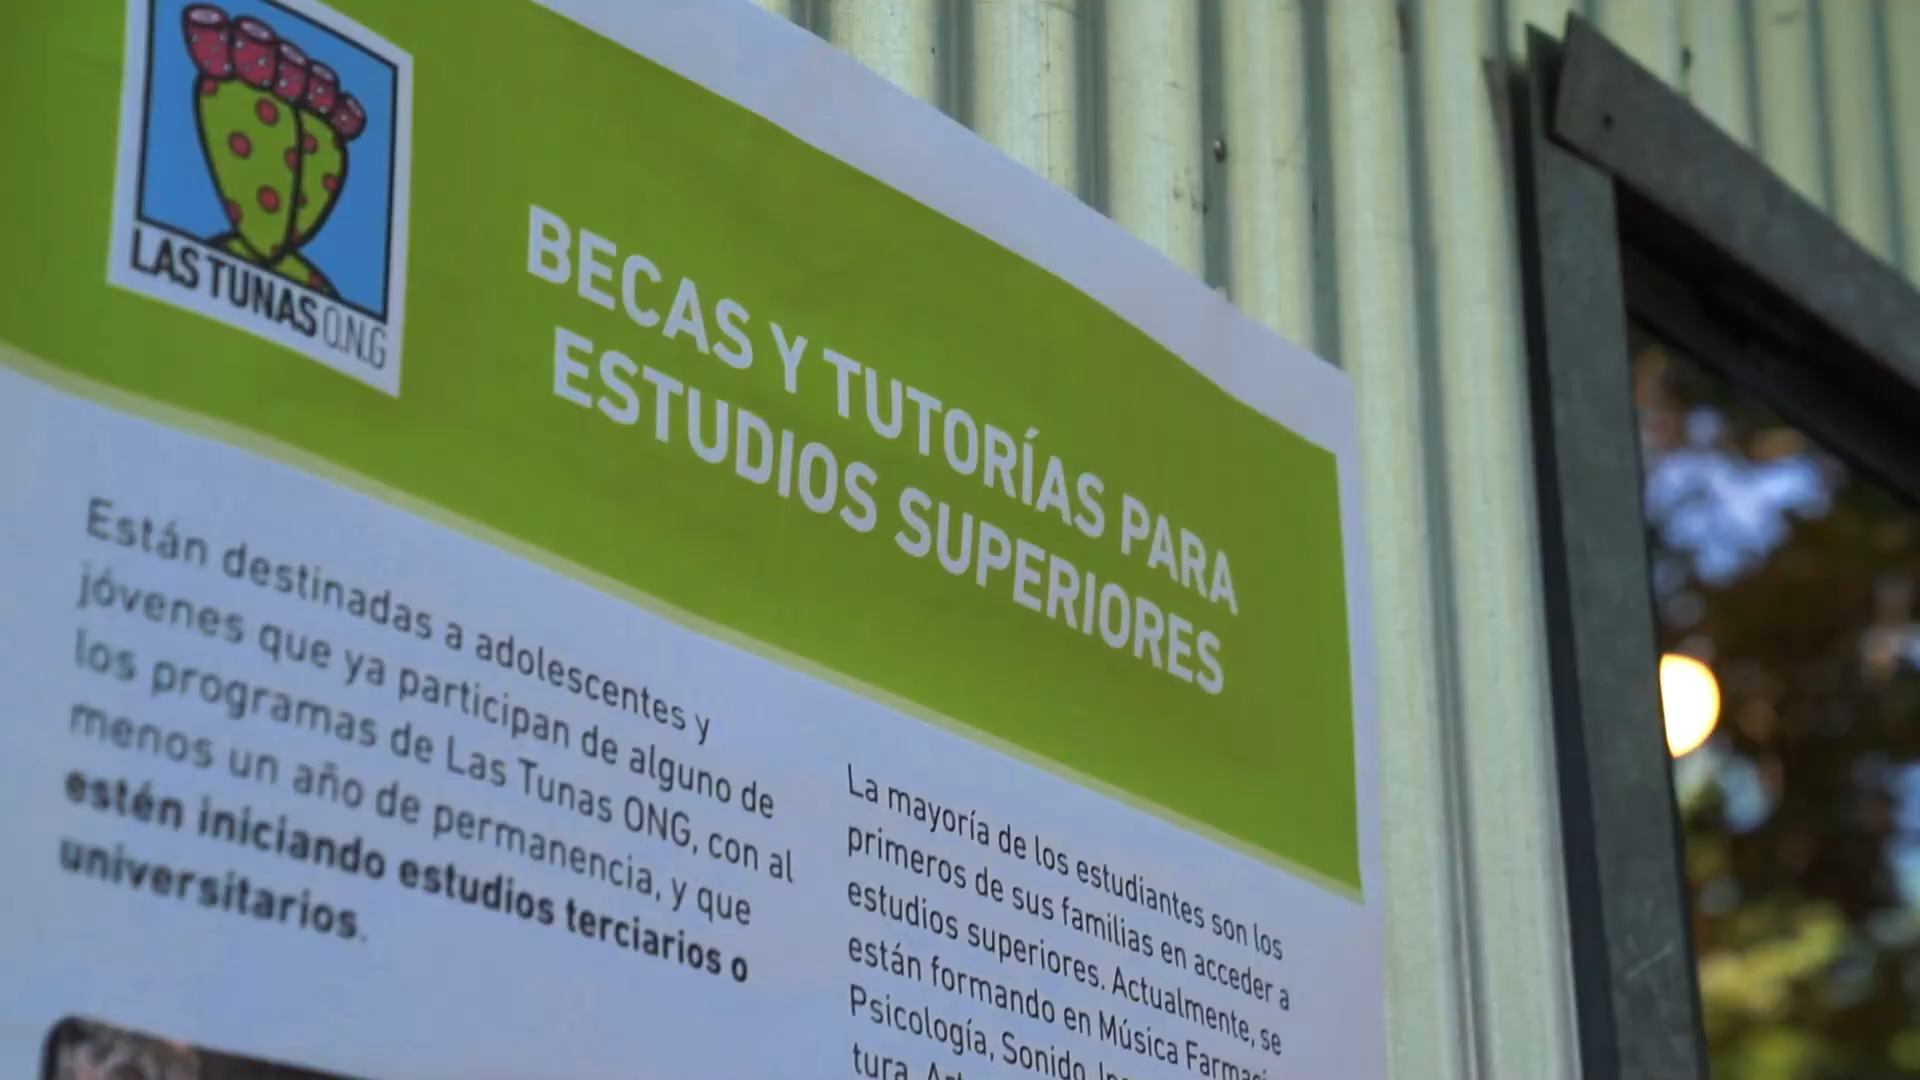 LAS TUNAS O.N.G
BECAS Y TUTORÍAS PARA
ESTUDIOS SUPERIORES
Están destinadas a adolescentes y
jóvenes que ya participan de alguno de
los programas de Las Tunas ONG, con al
menos un año de permanencia, y que
estén iniciando estudios terciarios o
universitarios.
La mayoría de los estudiantes son los
primeros de sus familias en acceder a
estudios superiores. Actualmente, se
están formando en Música
Psicología, Sonido,
tura,